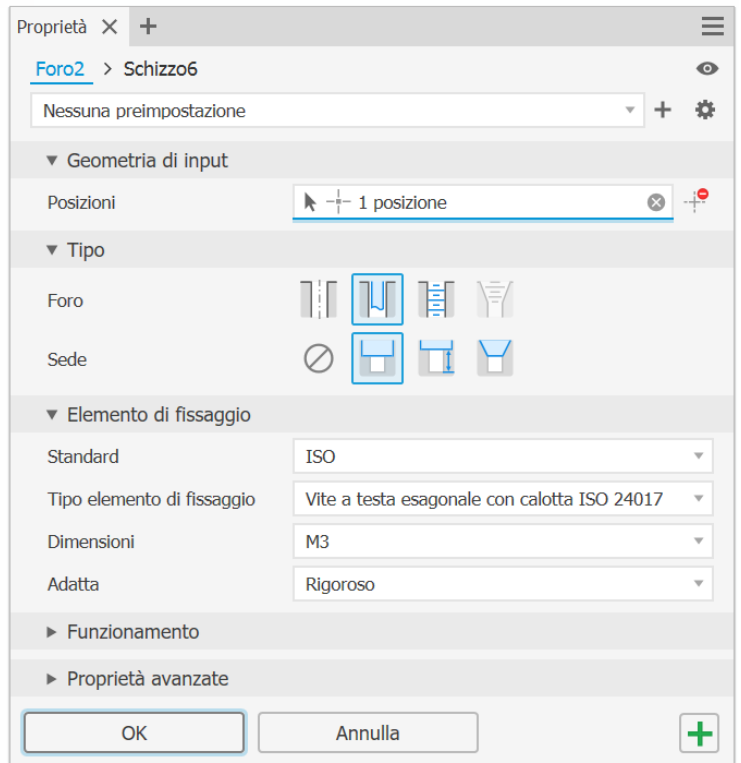 Proprietà
Foro2 > Schizzo6
Nessuna preimpostazione
Geometria di input
Posizioni 1 posizione
Tipo
Foro
Sede
Elemento di fissaggio
Standard ISO
Tipo elemento di fissaggio Vite a testa esagonale con calotta ISO 24017
Dimensioni M3
Adatta Rigoroso
Funzionamento
Proprietà avanzate
OK Annulla